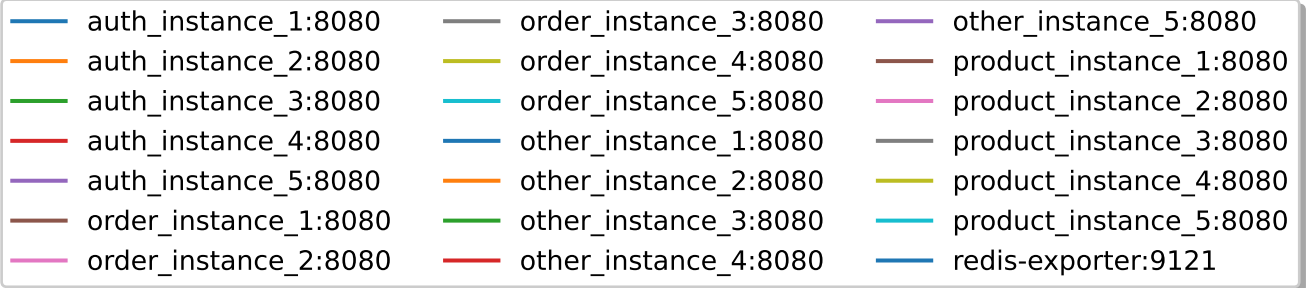 auth_instance_1:8080
auth_instance_2:8080
auth_instance_3:8080
auth_instance_4:8080
auth_instance_5:8080
order_instance_1:8080
order_instance_2:8080
order_instance_3:8080
order_instance_4:8080
order_instance_5:8080
other_instance_1:8080
other_instance_2:8080
other_instance_3:8080
other_instance_4:8080
other_instance_5:8080
product_instance_1:8080
product_instance_2:8080
product_instance_3:8080
product_instance_4:8080
product_instance_5:8080
redis-exporter:9121